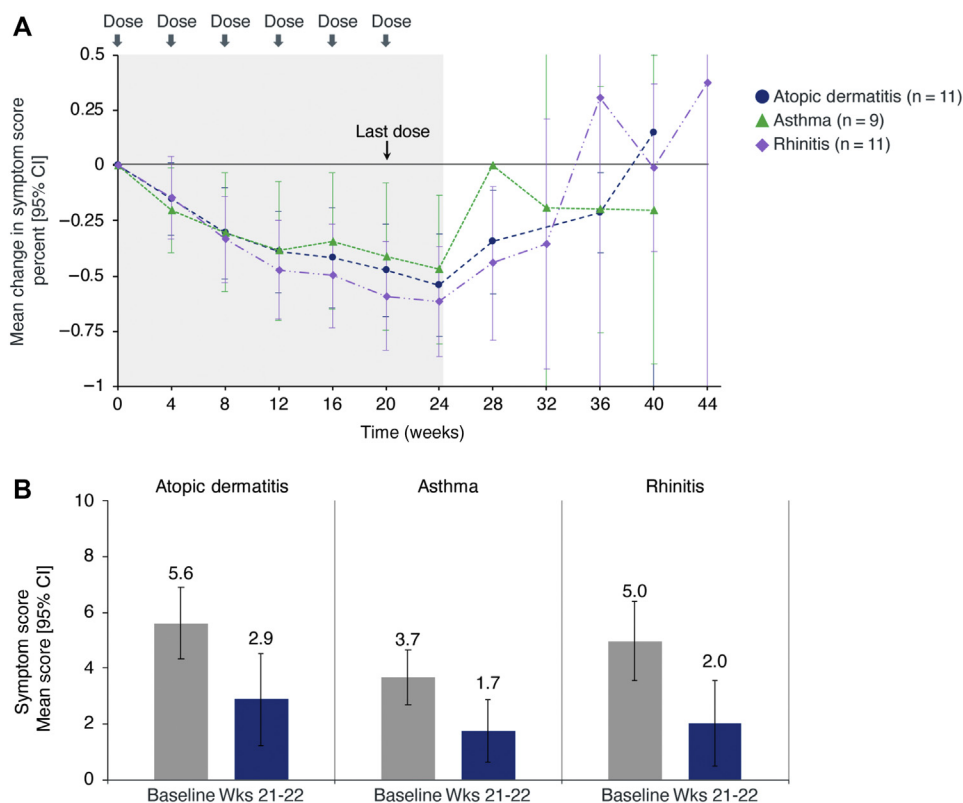 A
Dose Dose Dose Dose Dose Dose
0.5
0.25
0
−0.25
−0.5
−0.75
−1
Mean change in symptom score
percent [95% CI]
Last dose
Atopic dermatitis (n = 11)
Asthma (n = 9)
Rhinitis (n = 11)
0 4 8 12 16 20 24 28 32 36 40 44
Time (weeks)
B
Atopic dermatitis Asthma Rhinitis
10
8
6
4
2
0
Symptom score
Mean score [95% CI]
5.6 2.9 3.7 1.7 5.0 2.0
Baseline Wks 21-22 Baseline Wks 21-22 Baseline Wks 21-22